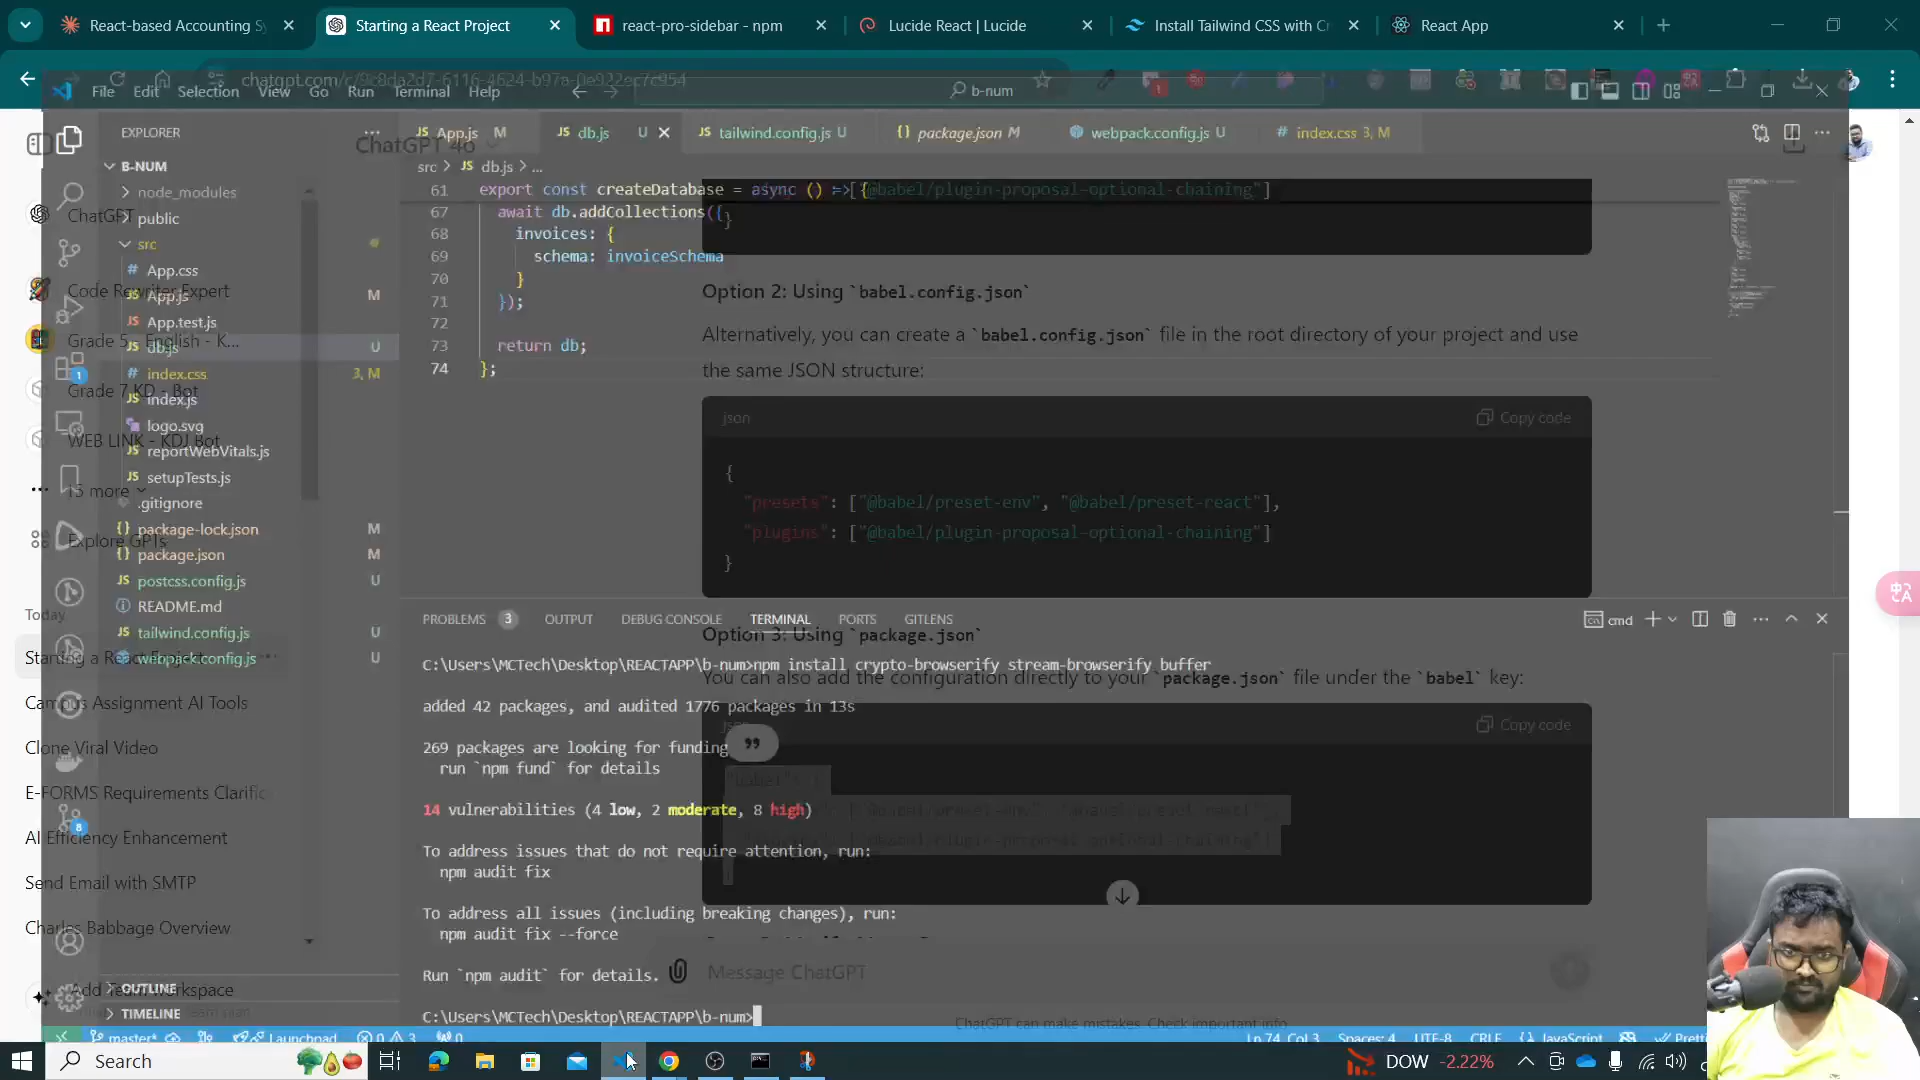 React-based Accounting Sy
Starting a React Project
react-pro-sidebar - npm
Lucide React | Lucide
Install Tailwind CSS with Cr
React App
chatgpt.com/c/9c8da2d7-6116-4624-b97a-0e922ec7c954
File Edit Selection View Go Run Terminal Help
b-num
EXPLORER
App.js M
db.js U
tailwind.config.js U
package.json M
webpack.config.js U
index.css 3, M
ChatGPT 4o
B-NUM
src > JS db.js > ...
node_modules
public
src
App.css
App.js M
App.test.js
db.js U
index.css 3, M
index.js
logo.svg
reportWebVitals.js
setupTests.js
.gitignore
package-lock.json M
package.json M
postcss.config.js U
README.md
tailwind.config.js U
webpack.config.js U
OUTLINE
TIMELINE
ChatGPT
Code Rewriter Expert
Grade 5 - English - K...
Grade 7 KD - Bot
WEB LINK - KDJ Bot
13 more
Explore GPTs
Today
Starting a React Project
Campus Assignment AI Tools
Clone Viral Video
E-FORMS Requirements Clarific
AI Efficiency Enhancement
Send Email with SMTP
Charles Babbage Overview
Add Team workspace
61 export const createDatabase = async () => {
67 await db.addCollections({
68 invoices: {
69 schema: invoiceSchema
70 }
71 });
72
73 return db;
74 };
["@babel/plugin-proposal-optional-chaining"]
}
Option 2: Using `babel.config.json`
Alternatively, you can create a `babel.config.json` file in the root directory of your project and use
the same JSON structure:
json
Copy code
{
"presets": ["@babel/preset-env", "@babel/preset-react"],
"plugins": ["@babel/plugin-proposal-optional-chaining"]
}
PROBLEMS 3 OUTPUT DEBUG CONSOLE TERMINAL PORTS GITLENS
cmd
Option 3: Using `package.json`
You can also add the configuration directly to your `package.json` file under the `babel` key:
json
Copy code
C:\Users\MCTech\Desktop\REACTAPP\b-num>npm install crypto-browserify stream-browserify buffer
added 42 packages, and audited 1776 packages in 13s
269 packages are looking for funding
run `npm fund` for details
14 vulnerabilities (4 low, 2 moderate, 8 high)
To address issues that do not require attention, run:
npm audit fix
To address all issues (including breaking changes), run:
npm audit fix --force
Run `npm audit` for details.
C:\Users\MCTech\Desktop\REACTAPP\b-num>
Message ChatGPT
ChatGPT can make mistakes. Check important info.
master* Launchpad 0 3 0
Ln 74, Col 3 Spaces: 4 UTF-8 CRLF JavaScript
Search
DOW -2.22%